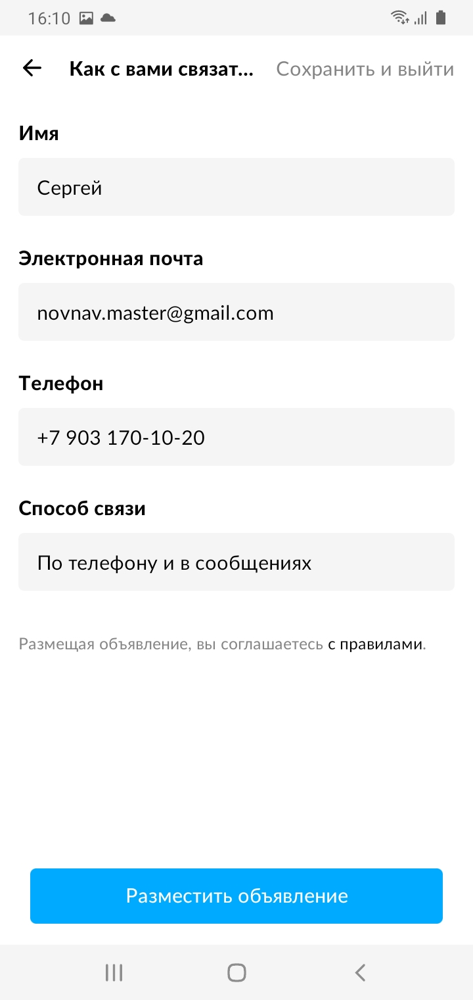 16:10
Как с вами связат... Сохранить и выйти
Имя
Сергей
Электронная почта
novnav.master@gmail.com
Телефон
+7 903 170-10-20
Способ связи
По телефону и в сообщениях
Размещая объявление, вы соглашаетесь с правилами.
Разместить объявление